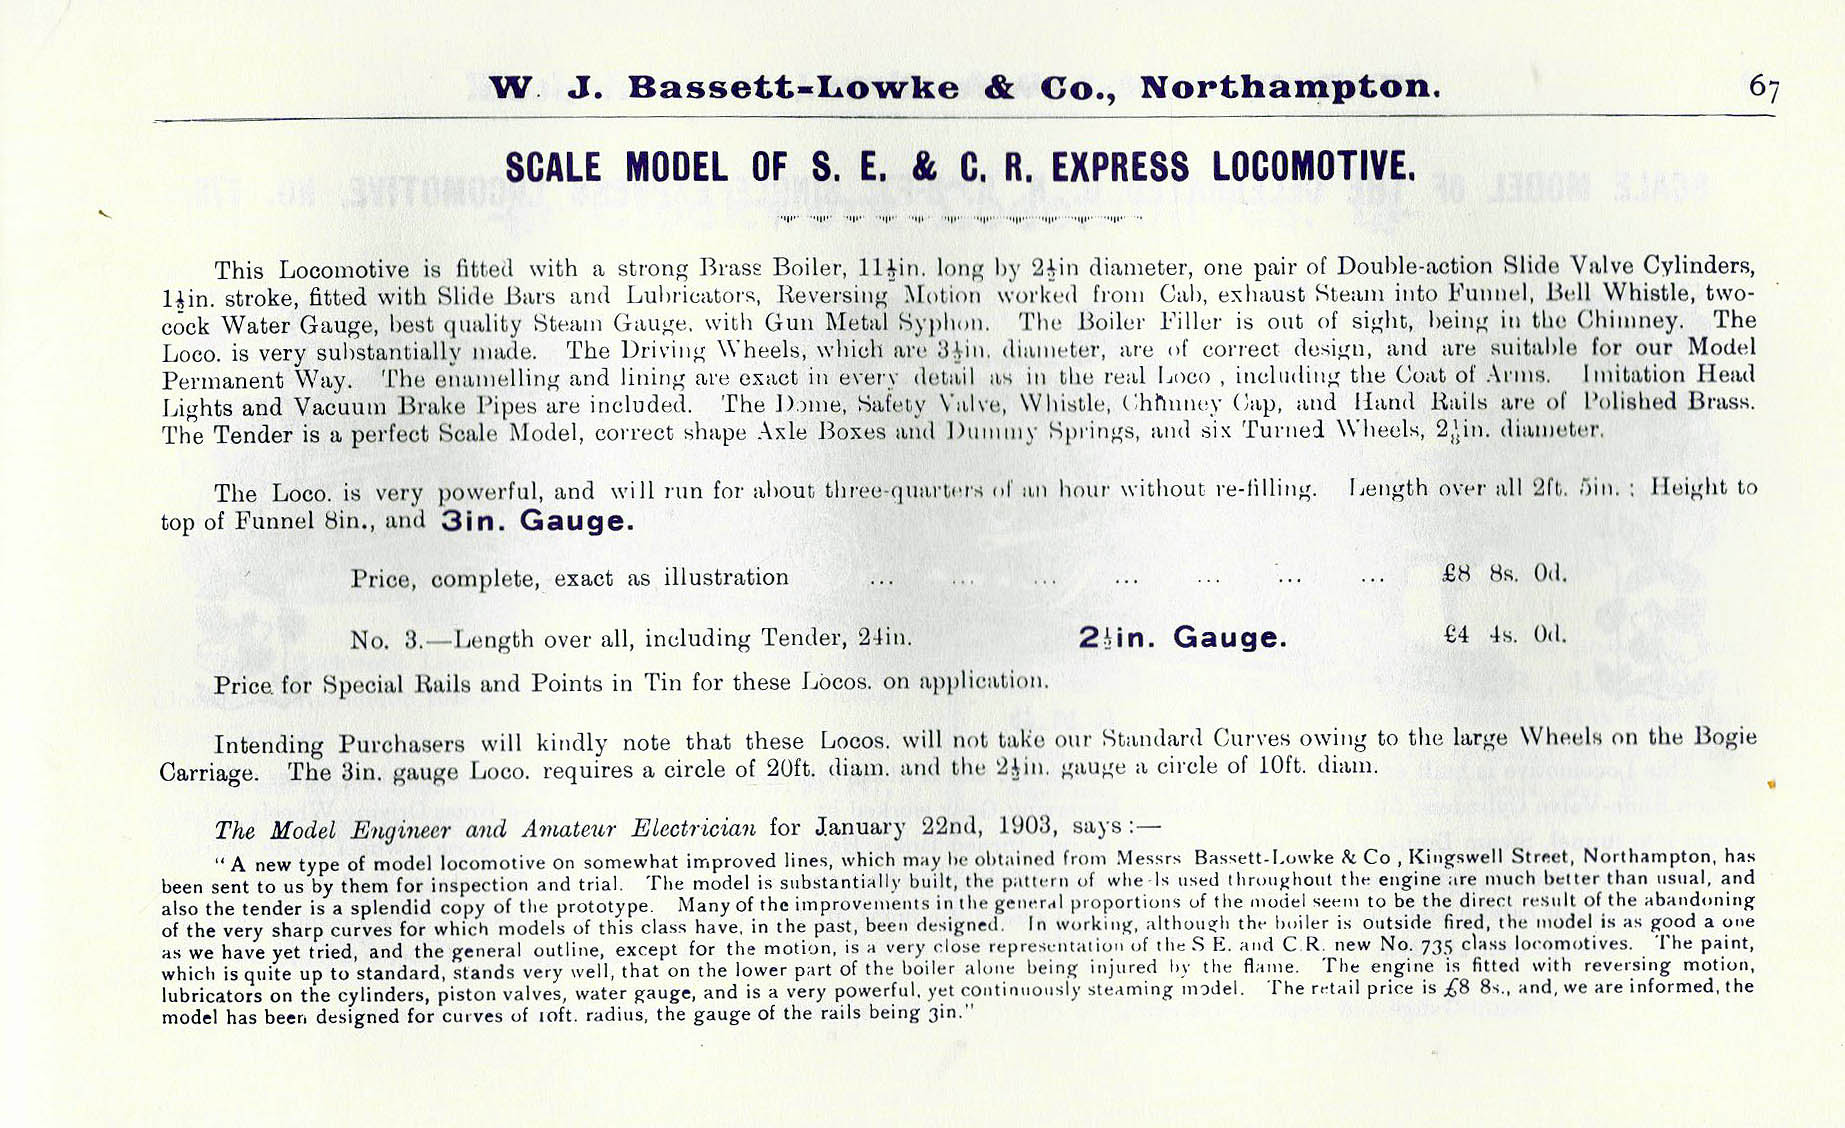 W. J. Bassett-Lowke & Co., Northampton. 67
SCALE MODEL OF S. E. & C. R. EXPRESS LOCOMOTIVE.
This Locomotive is fitted with a strong Brass Boiler, 11½in. long by 2½in diameter, one pair of Double-action Slide Valve Cylinders,
1½in. stroke, fitted with Slide Bars and Lubricators, Reversing Motion worked from Cab, exhaust Steam into Funnel, Bell Whistle, two-
cock Water Gauge, best quality Steam Gauge, with Gun Metal Syphon. The Boiler Filler is out of sight, being in the Chimney. The
Loco. is very substantially made. The Driving Wheels, which are 3½in. diameter, are of correct design, and are suitable for our Model
Permanent Way. The enamelling and lining are exact in every detail as in the real Loco , including the Coat of Arms. Imitation Head
Lights and Vacuum Brake Pipes are included. The Dome, Safety Valve, Whistle, Chimney Cap, and Hand Rails are of Polished Brass.
The Tender is a perfect Scale Model, correct shape Axle Boxes and Dummy Springs, and six Turned Wheels, diameter.
The Loco. is very powerful, and will run for about three-quarters of an hour without re-filling. Length over all 2ft. 5in. ; Height to
top of Funnel 8in., and 3in. Gauge.
Price, complete, exact as illustration ... ... ... ... ... ... ... £8 8s. 0d.
No. 3.—Length over all, including Tender, 24in. 2½in. Gauge. £4 4s. 0d.
Price for Special Rails and Points in Tin for these Locos. on application.
Intending Purchasers will kindly note that these Locos. will not take our Standard Curves owing to the large Wheels on the Bogie
Carriage. The 3in. gauge Loco. requires a circle of 20ft. diam. and the 2½in. gauge a circle of 10ft. diam.
The Model Engineer and Amateur Electrician for January 22nd, 1903, says :—
"A new type of model locomotive on somewhat improved lines, which may be obtained from Messrs Bassett-Lowke & Co , Kingswell Street, Northampton, has
been sent to us by them for inspection and trial. The model is substantially built, the pattern of whe-ls used throughout the engine are much better than usual, and
also the tender is a splendid copy of the prototype. Many of the improvements in the general proportions of the model seem to be the direct result of the abandoning
of the very sharp curves for which models of this class have, in the past, been designed. In working, although the boiler is outside fired, the model is as good a one
as we have yet tried, and the general outline, except for the motion, is a very close representation of the S E. and C.R. new No. 735 class locomotives. The paint,
which is quite up to standard, stands very well, that on the lower part of the boiler alone being injured by the flame. The engine is fitted with reversing motion,
lubricators on the cylinders, piston valves, water gauge, and is a very powerful, yet continuously steaming model. The retail price is £8 8s., and, we are informed, the
model has been designed for curves of 10ft. radius, the gauge of the rails being 3in."